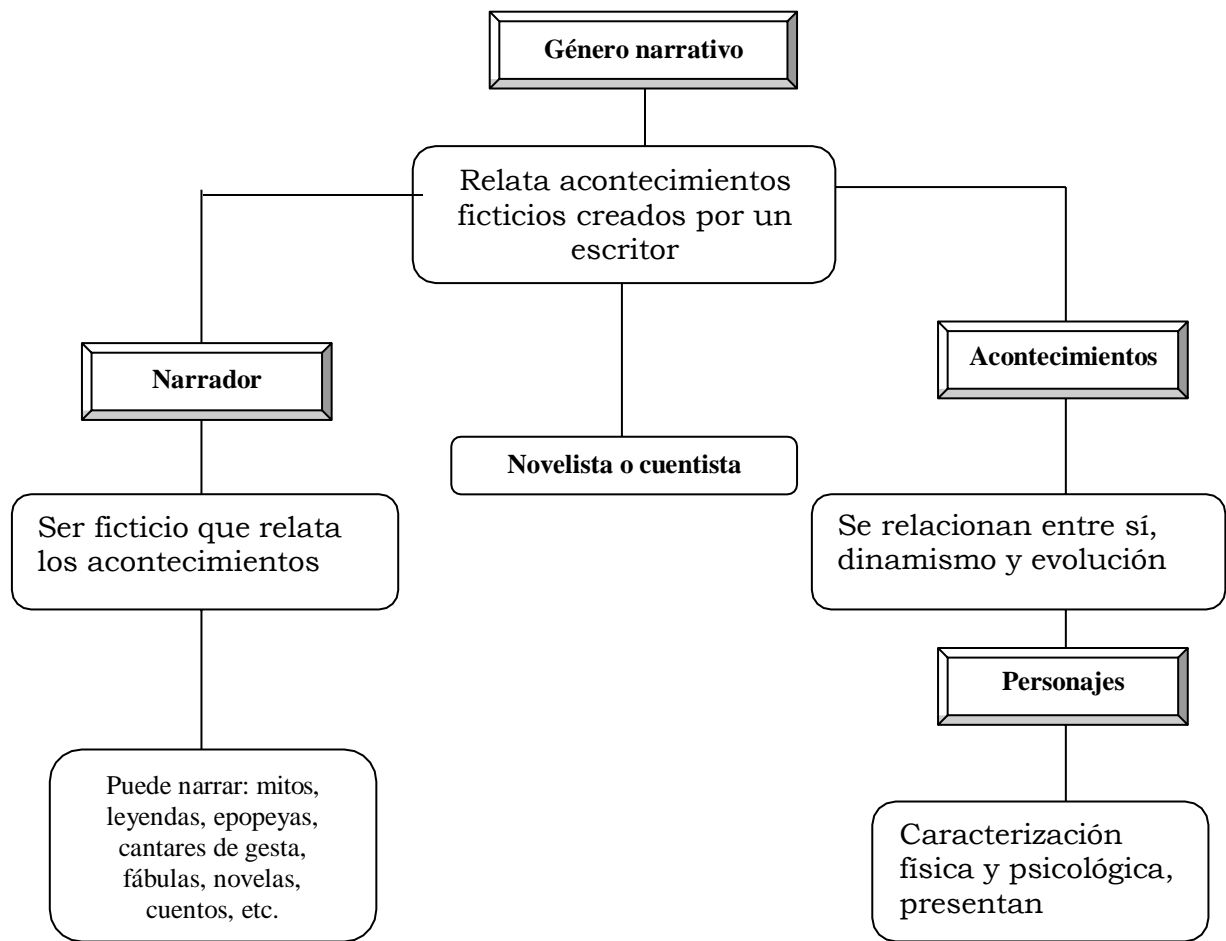 Género narrativo
Relata acontecimientos
ficticios creados por un
escritor
Narrador
Acontecimientos
Novelista o cuentista
Ser ficticio que relata
los acontecimientos
Se relacionan entre sí,
dinamismo y evolución
Personajes
Puede narrar: mitos,
leyendas, epopeyas,
cantares de gesta,
fábulas, novelas,
cuentos, etc.
Caracterización
física y psicológica,
presentan